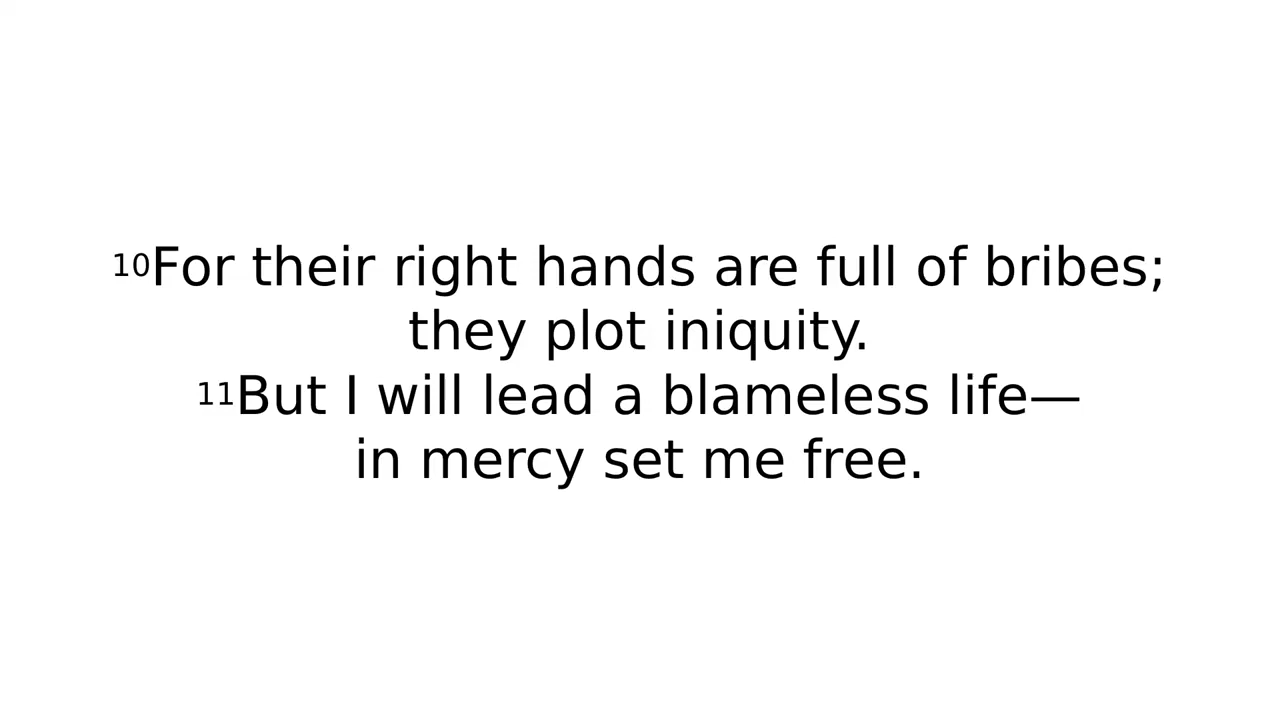 10For their right hands are full of bribes;
they plot iniquity.
11But I will lead a blameless life—
in mercy set me free.